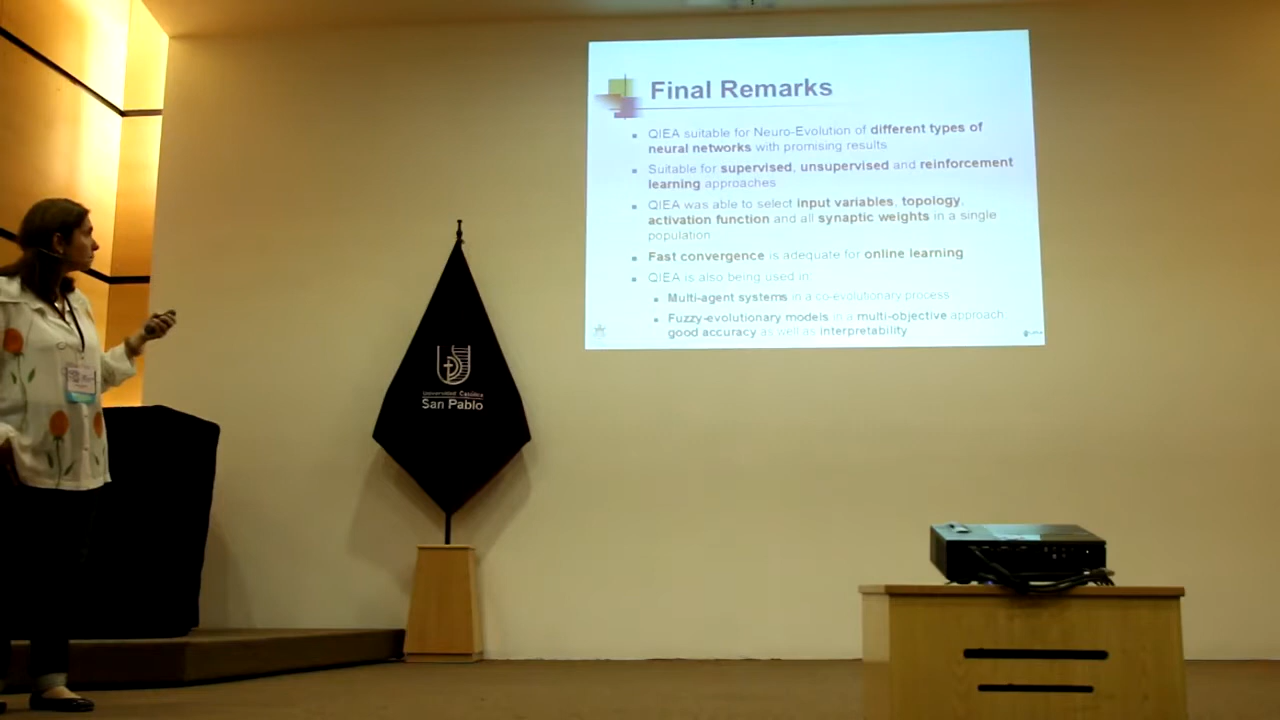 Final Remarks
QIEA suitable for Neuro-Evolution of different types of
neural networks with promising results
Suitable for supervised, unsupervised and reinforcement
learning approaches
QIEA was able to select input variables, topology,
activation function and all synaptic weights in a single
population
Fast convergence is adequate for online learning
QIEA is also being used in:
Multi-agent systems in a co-evolutionary process
Fuzzy-evolutionary models in a multi-objective approach:
good accuracy as well as interpretability
Universidad Católica
San Pablo